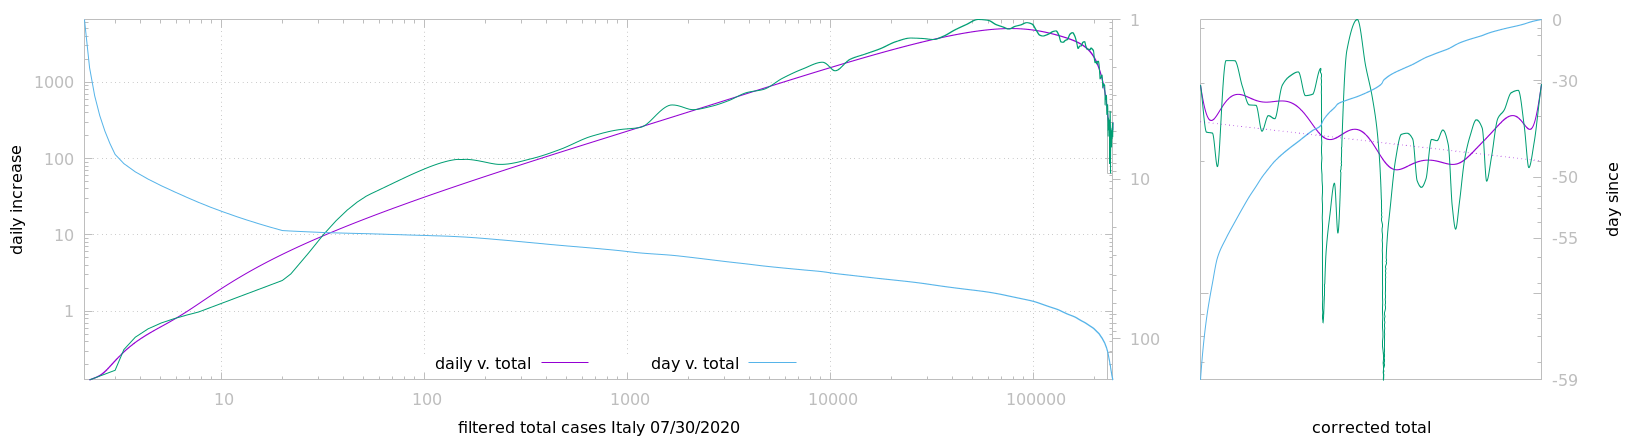 daily increase
1000
100
10
1
10
100
1000
10000
100000
daily v. total
day v. total
filtered total cases Italy 07/30/2020
1
10
100
0
-30
-50
-55
-59
day since
corrected total